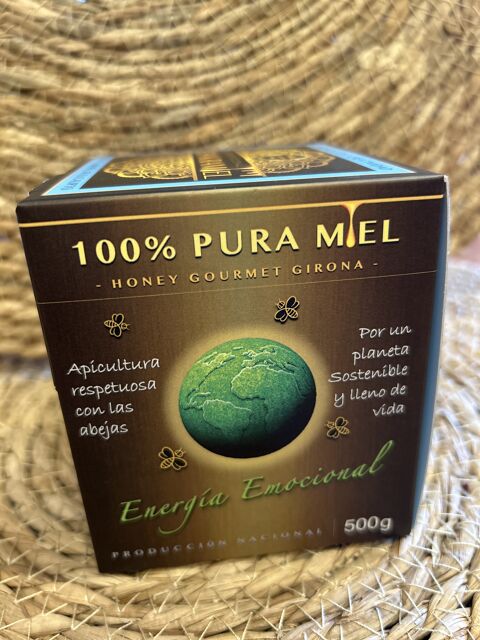 100% PURA MIEL
- HONEY GOURMET GIRONA -
Apicultura
respetuosa
con las
abejas
Por un
planeta
Sostenible
y lleno de
vida
Energía Emocional
PRODUCCIÓN NACIONAL
500g